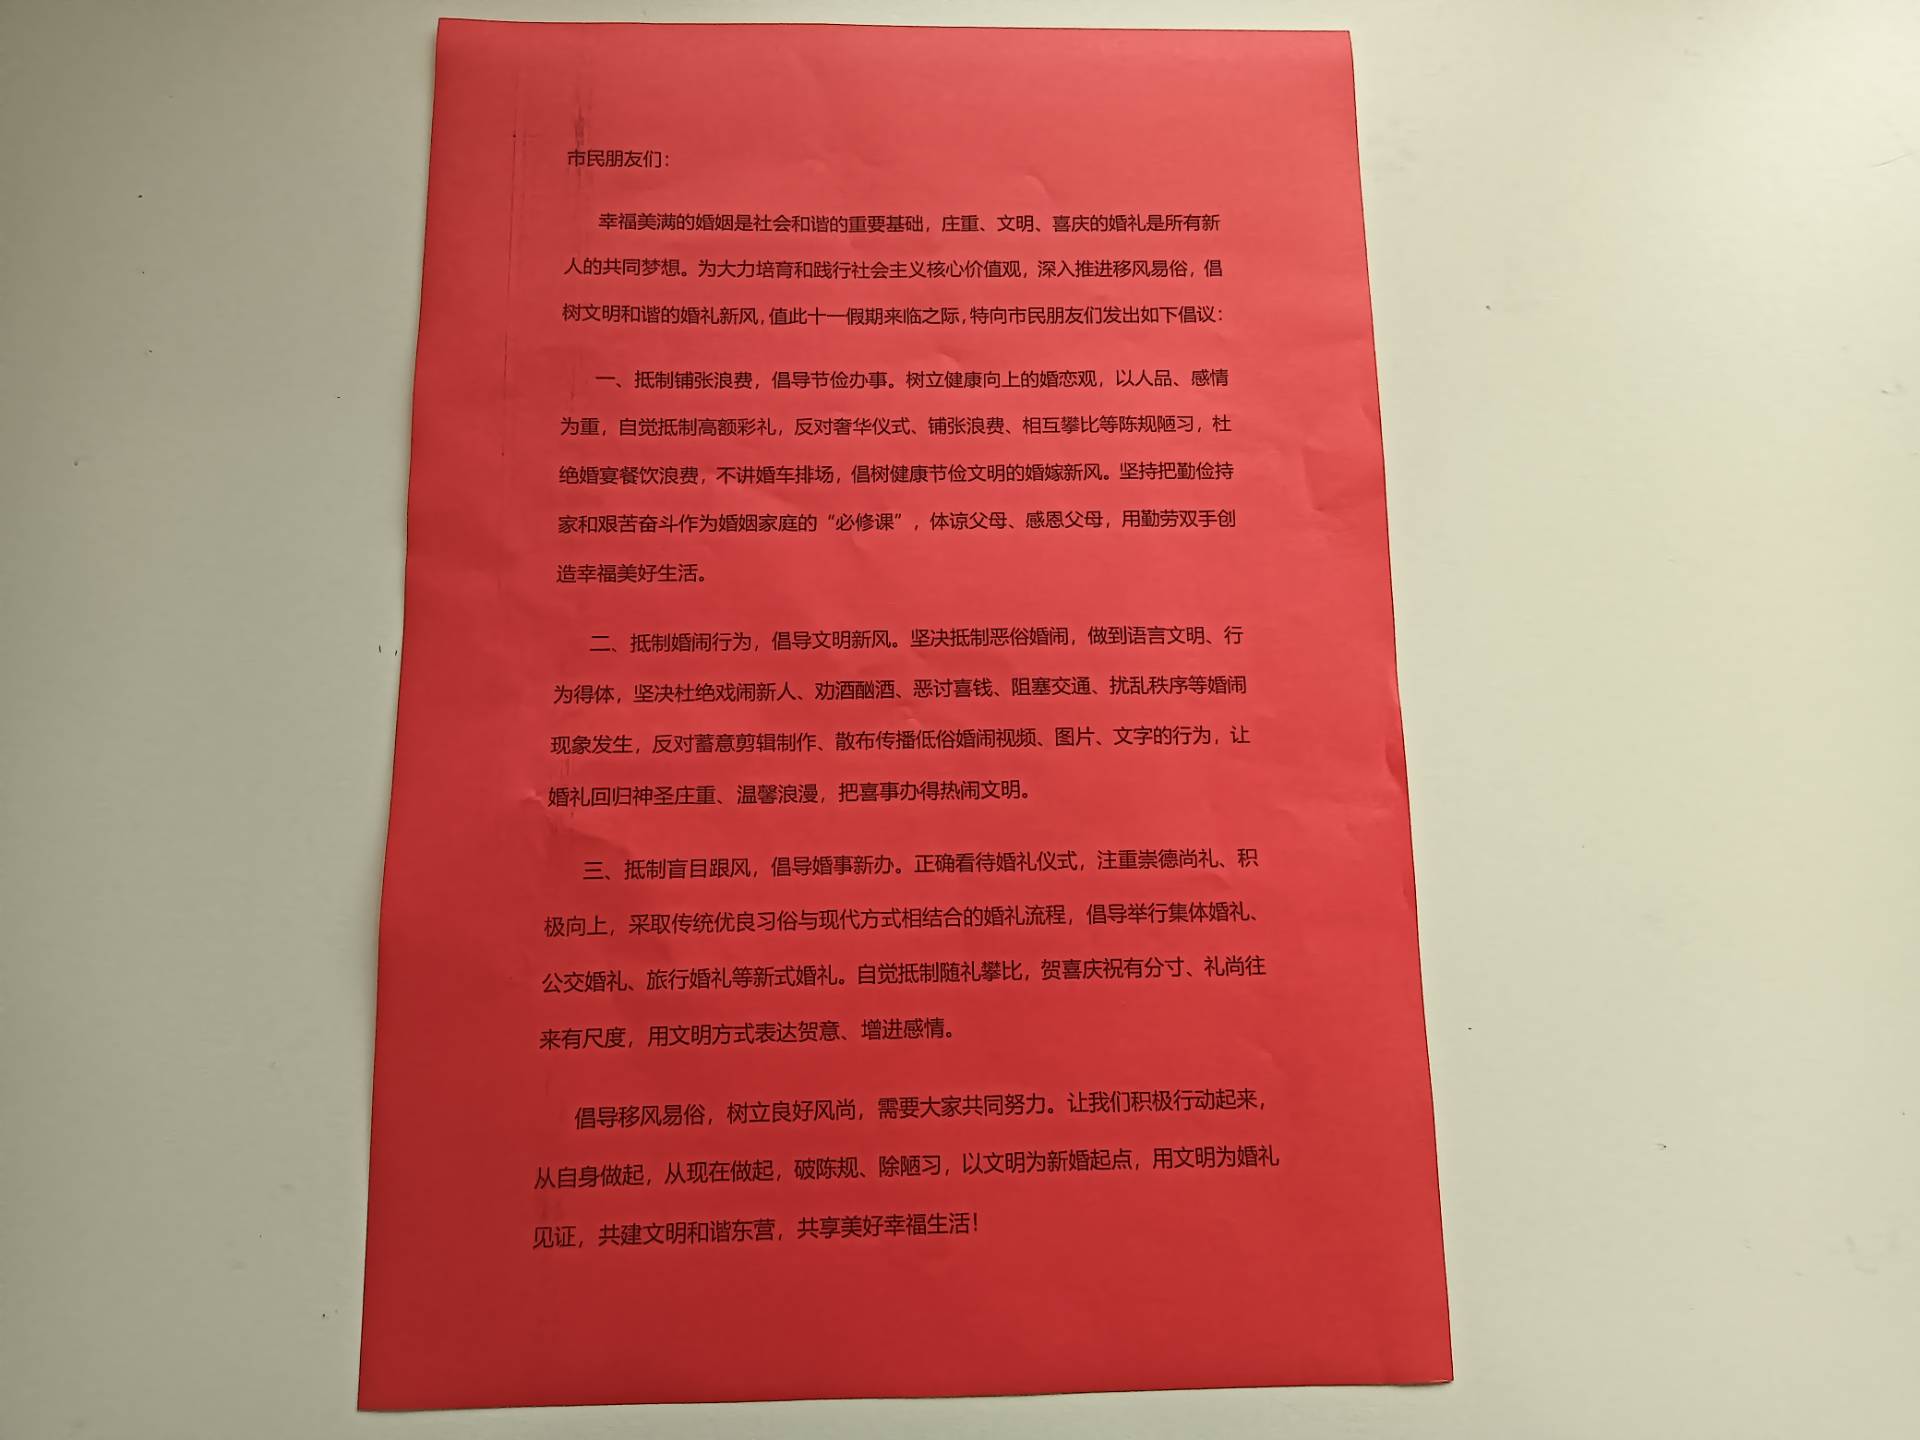 市民朋友们：
幸福美满的婚姻是社会和谐的重要基础，庄重、文明、喜庆的婚礼是所有新
人的共同梦想。为大力培育和践行社会主义核心价值观，深入推进移风易俗，倡
树文明和谐的婚礼新风，值此十一假期来临之际，特向市民朋友们发出如下倡议：
一、抵制铺张浪费，倡导节俭办事。树立健康向上的婚恋观，以人品、感情
为重，自觉抵制高额彩礼，反对奢华仪式、铺张浪费、相互攀比等陈规陋习，杜
绝婚宴餐饮浪费，不讲婚车排场，倡树健康节俭文明的婚嫁新风。坚持把勤俭持
家和艰苦奋斗作为婚姻家庭的“必修课”，体谅父母、感恩父母，用勤劳双手创
造幸福美好生活。
二、抵制婚闹行为，倡导文明新风。坚决抵制恶俗婚闹，做到语言文明、行
为得体，坚决杜绝戏闹新人、劝酒酗酒、恶讨喜钱、阻塞交通、扰乱秩序等婚闹
现象发生，反对蓄意剪辑制作、散布传播低俗婚闹视频、图片、文字的行为，让
婚礼回归神圣庄重、温馨浪漫，把喜事办得热闹文明。
三、抵制盲目跟风，倡导婚事新办。正确看待婚礼仪式，注重崇德尚礼、积
极向上，采取传统优良习俗与现代方式相结合的婚礼流程，倡导举行集体婚礼、
公交婚礼、旅行婚礼等新式婚礼。自觉抵制随礼攀比，贺喜庆祝有分寸、礼尚往
来有尺度，用文明方式表达贺意、增进感情。
倡导移风易俗，树立良好风尚，需要大家共同努力。让我们积极行动起来，
从自身做起，从现在做起，破陈规、除陋习，以文明为新婚起点，用文明为婚礼
见证，共建文明和谐东营，共享美好幸福生活！